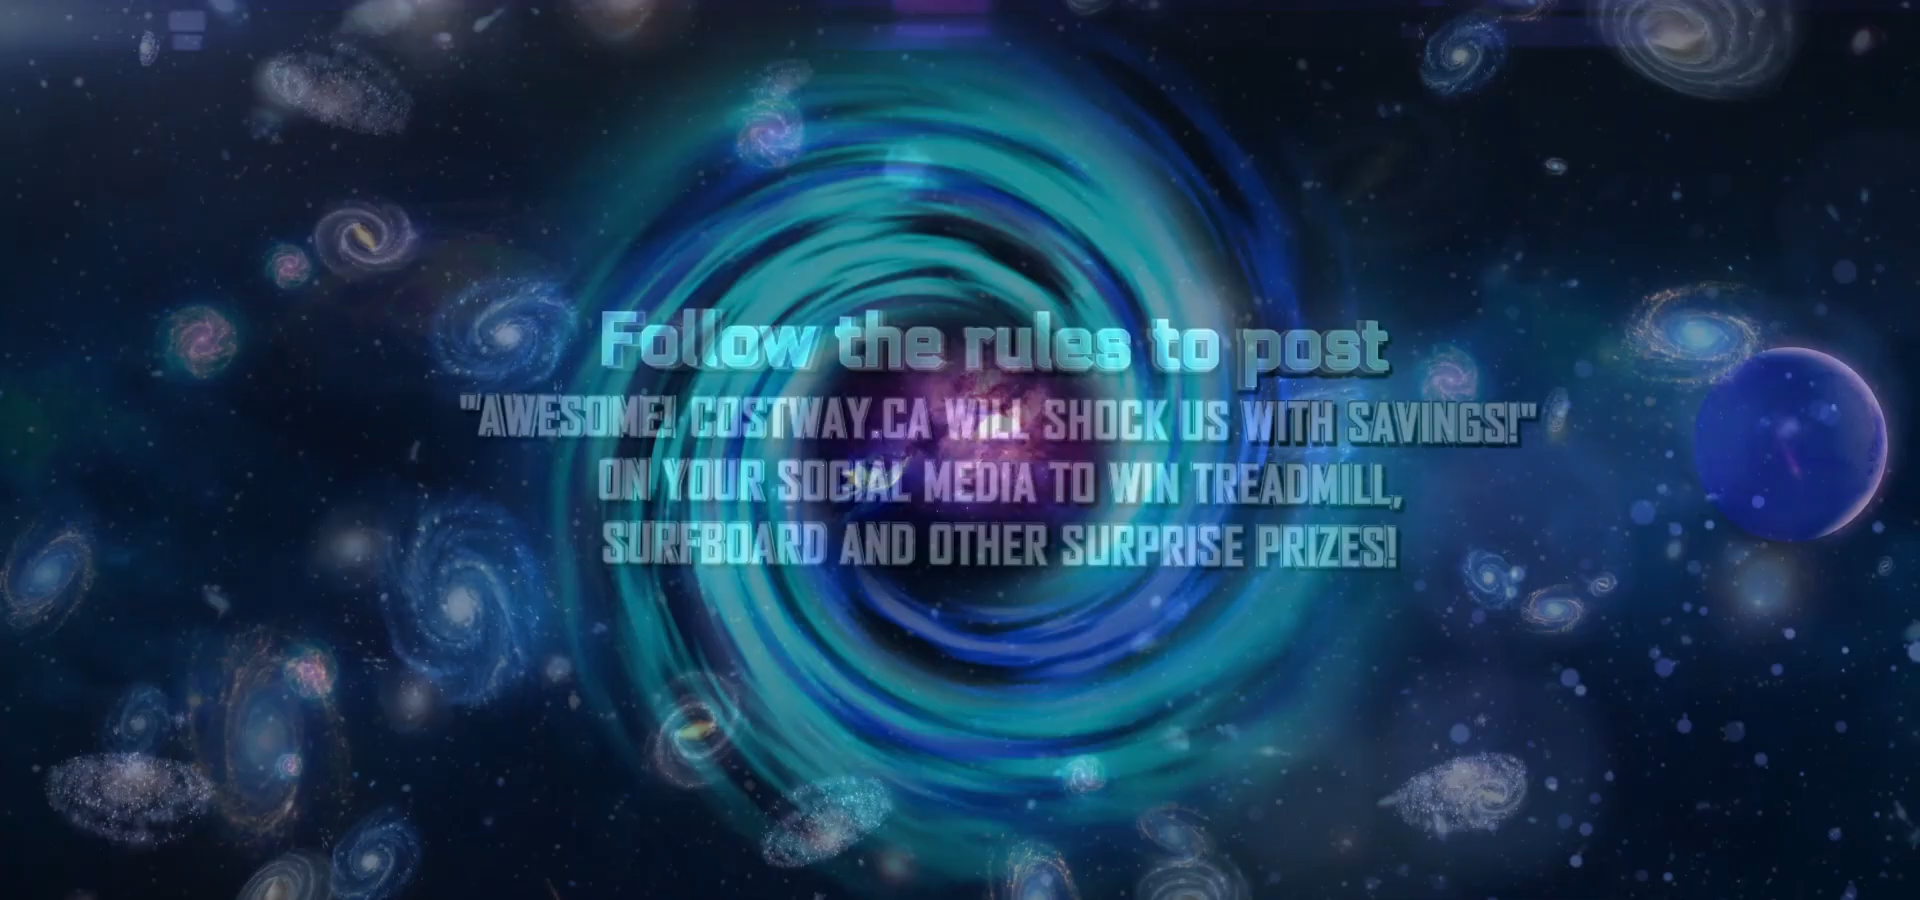 Follow the rules to post
"AWESOME! COSTWAY.CA WILL SHOCK US WITH SAVINGS!"
ON YOUR SOCIAL MEDIA TO WIN TREADMILL,
SURFBOARD AND OTHER SURPRISE PRIZES!